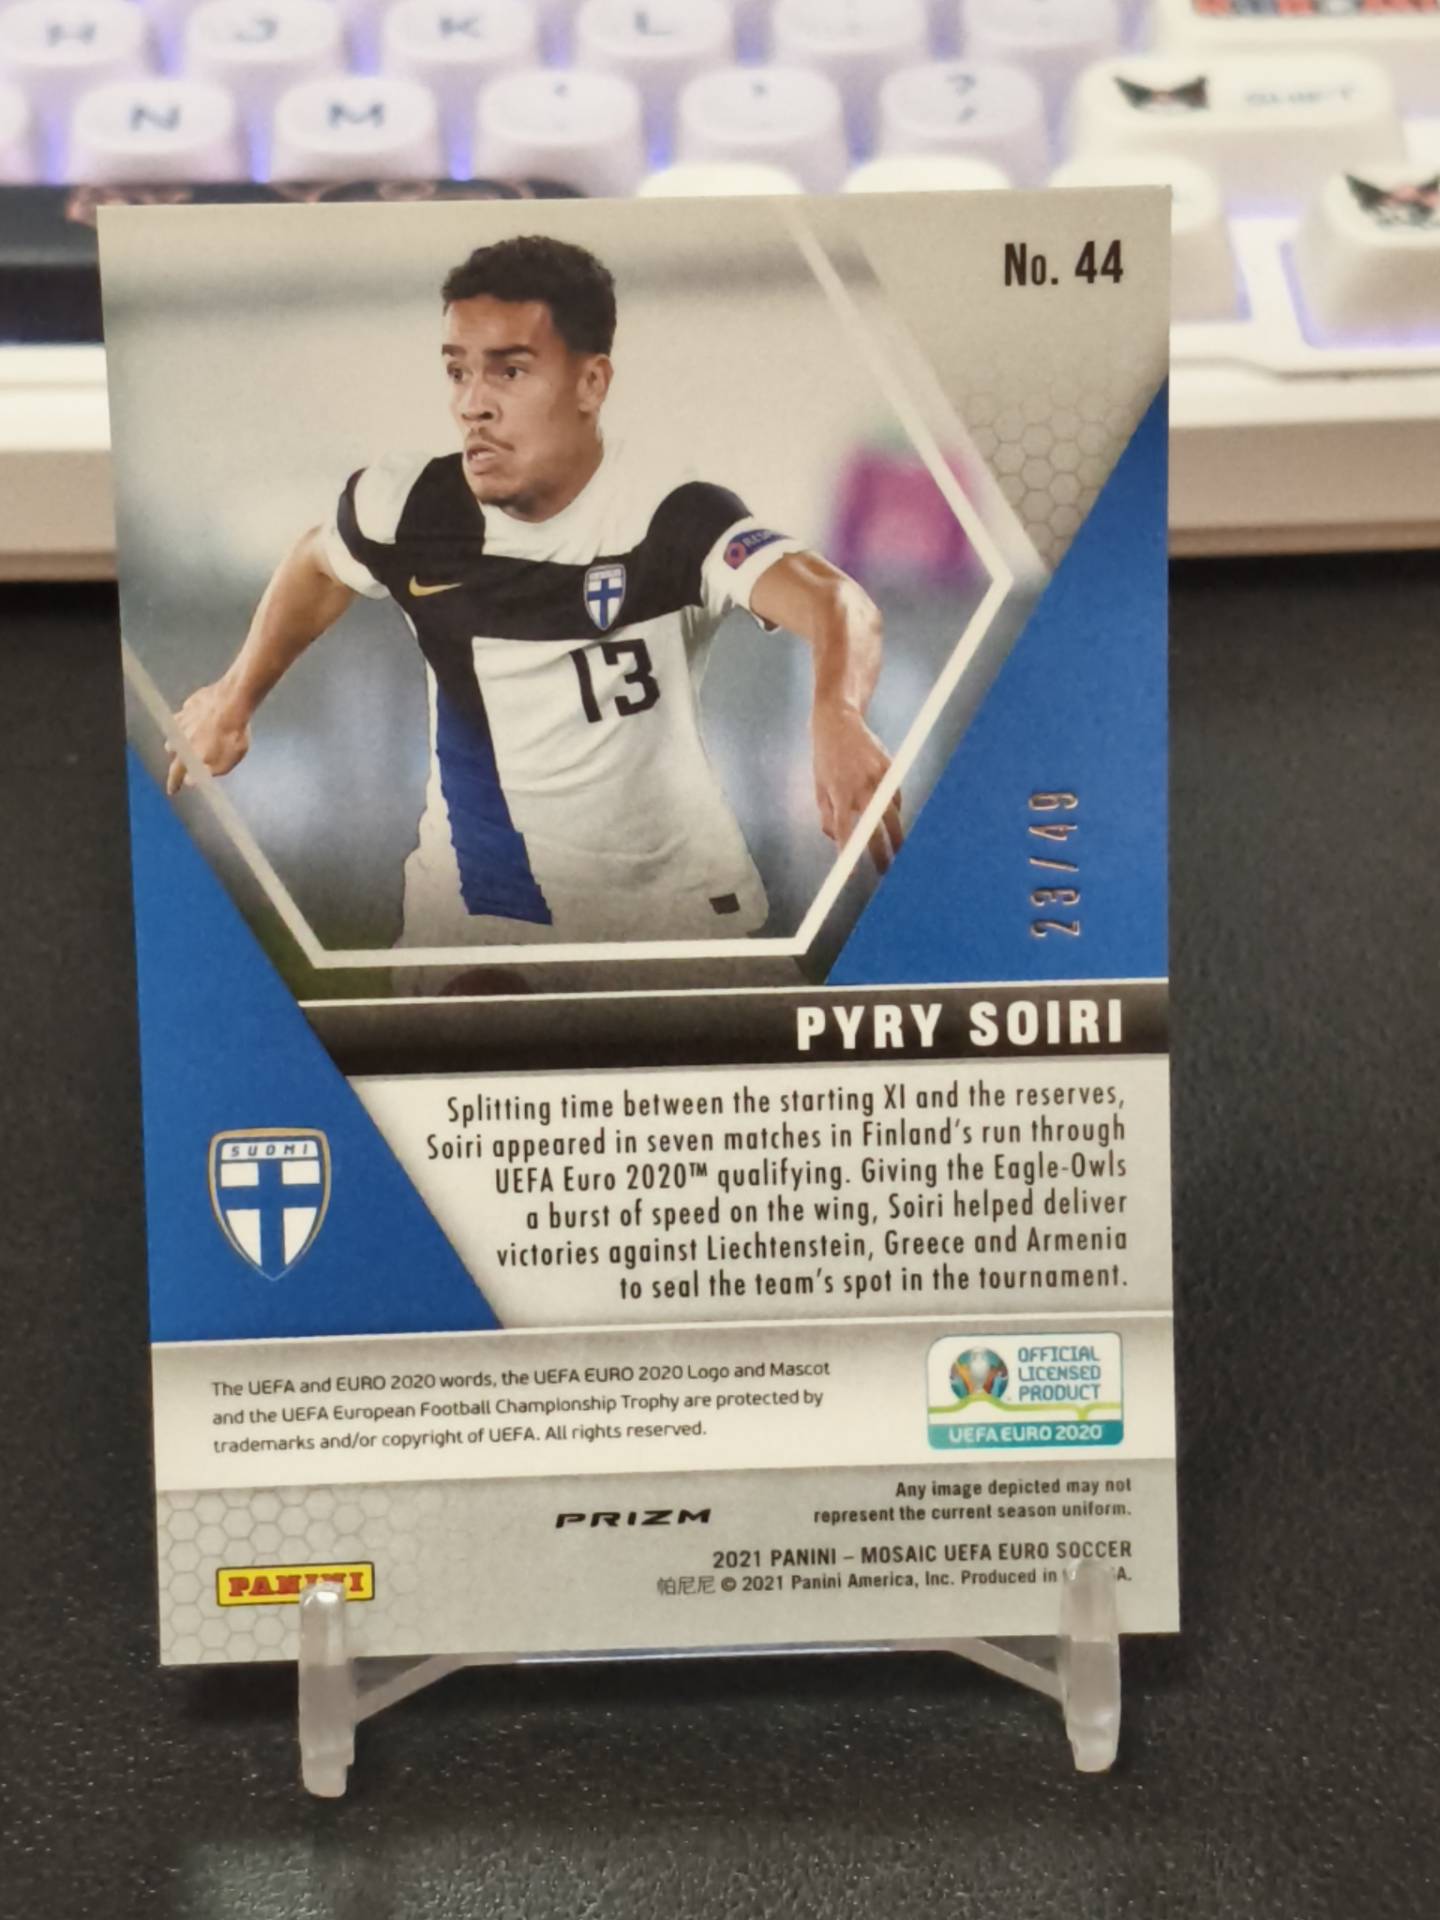 H J K L
N M
?
/
SHIFT
No. 44
RESP
SUOMI
13
23/49
PYRY SOIRI
Splitting time between the starting XI and the reserves,
Soiri appeared in seven matches in Finland's run through
UEFA Euro 2020™ qualifying. Giving the Eagle-Owls
a burst of speed on the wing, Soiri helped deliver
victories against Liechtenstein, Greece and Armenia
to seal the team's spot in the tournament.
SUOMI
The UEFA and EURO 2020 words, the UEFA EURO 2020 Logo and Mascot
and the UEFA European Football Championship Trophy are protected by
trademarks and/or copyright of UEFA. All rights reserved.
OFFICIAL
LICENSED
PRODUCT
UEFA EURO 2020
Any image depicted may not
represent the current season uniform.
PRIZM
2021 PANINI – MOSAIC UEFA EURO SOCCER
帕尼尼 © 2021 Panini America, Inc. Produced in
PANINI